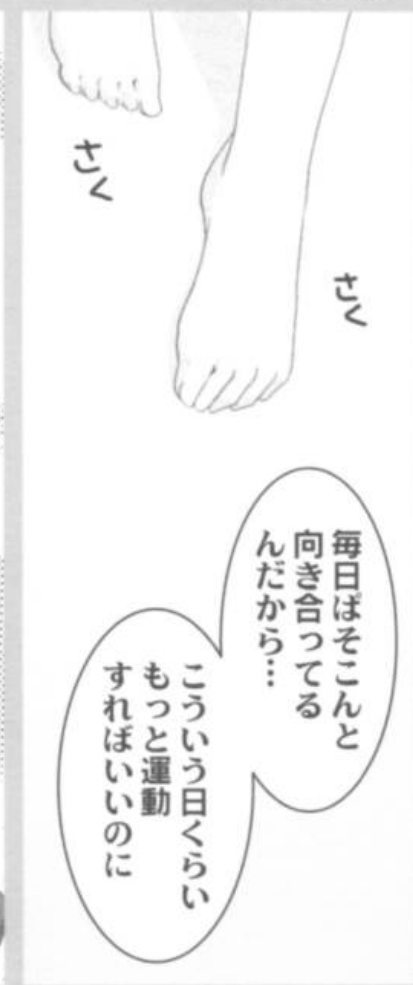 さく
さく
毎日ぱそこんと
向き合ってる
んだから…
こういう日くらい
もっと運動
すればいいのに